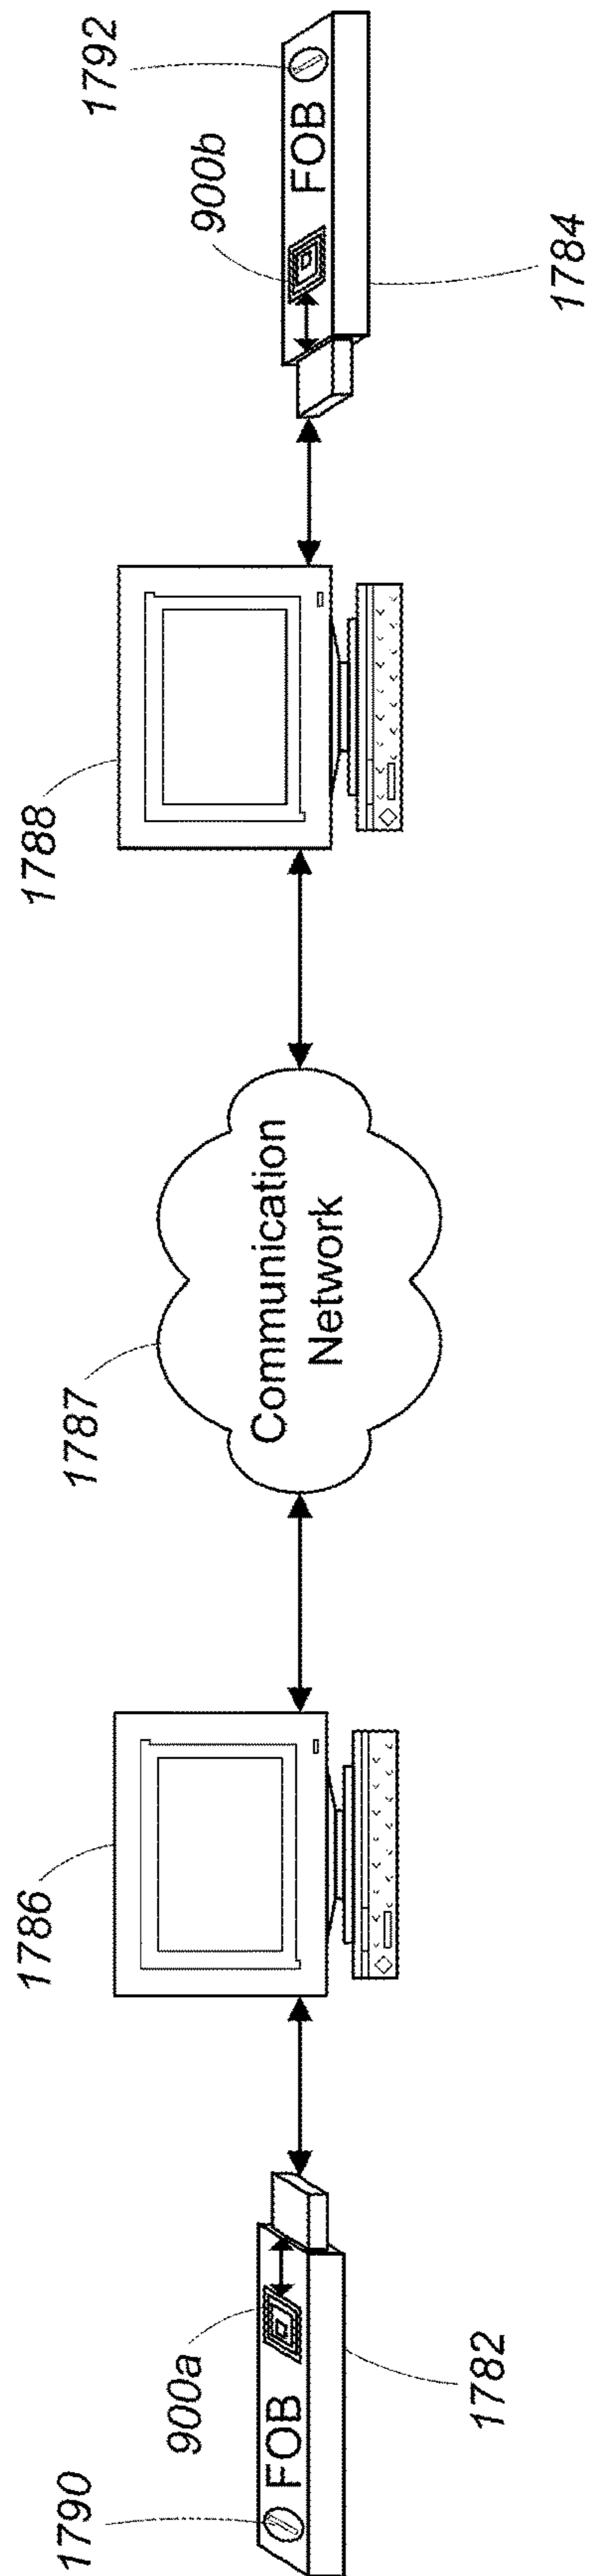 1790
FOB
900a
1782
1786
1787
Communication
Network
1788
900b
FOB
1792
1784